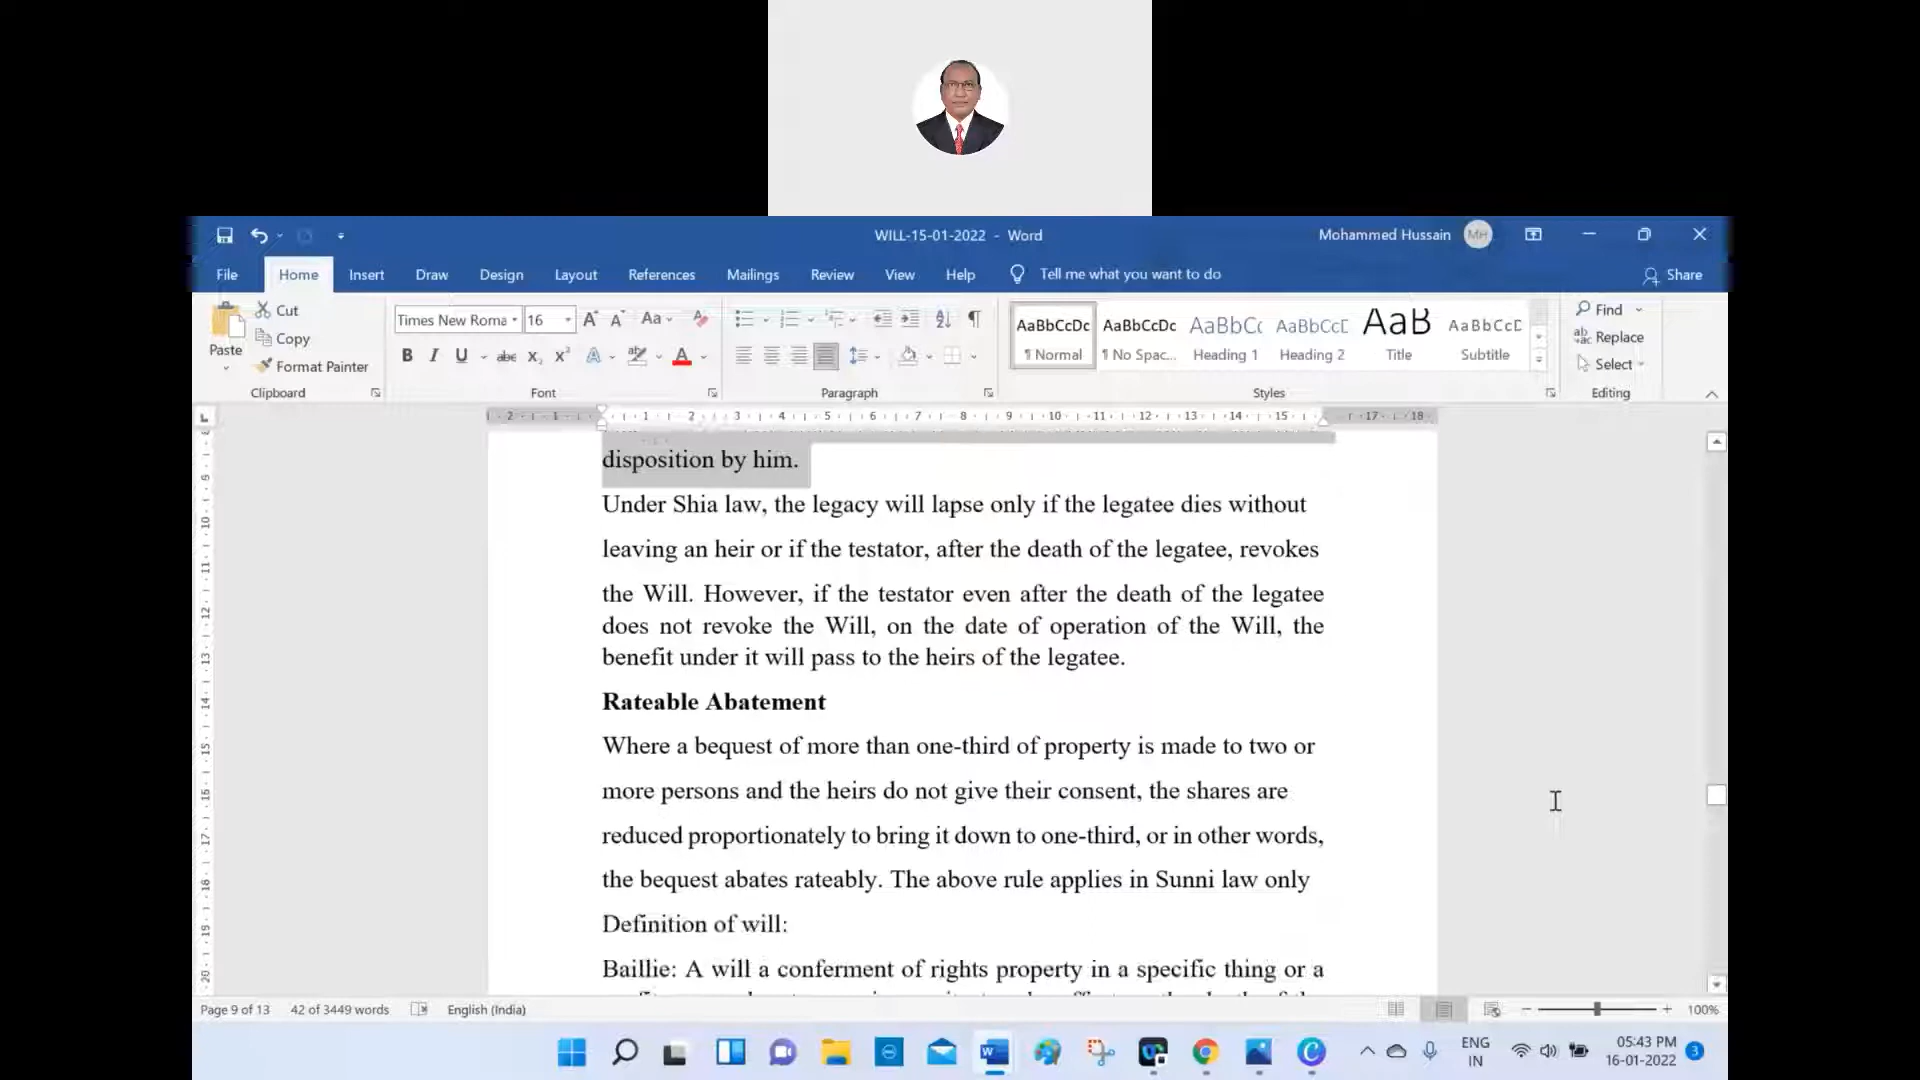 WILL-15-01-2022 - Word
Mohammed Hussain MH
File Home Insert Draw Design Layout References Mailings Review View Help Tell me what you want to do Share
Paste
Cut
Copy
Format Painter
Clipboard
Times New Roma 16
Font
Paragraph
AaBbCcDc AaBbCcDc AaBbCc AaBbCcC AaB AaBbCcD
¶ Normal ¶ No Spac... Heading 1 Heading 2 Title Subtitle
Styles
Find
Replace
Select
Editing
disposition by him.
Under Shia law, the legacy will lapse only if the legatee dies without
leaving an heir or if the testator, after the death of the legatee, revokes
the Will. However, if the testator even after the death of the legatee
does not revoke the Will, on the date of operation of the Will, the
benefit under it will pass to the heirs of the legatee.
Rateable Abatement
Where a bequest of more than one-third of property is made to two or
more persons and the heirs do not give their consent, the shares are
reduced proportionately to bring it down to one-third, or in other words,
the bequest abates rateably. The above rule applies in Sunni law only
Definition of will:
Baillie: A will a conferment of rights property in a specific thing or a
Page 9 of 13 42 of 3449 words English (India) 100%
ENG
IN
05:43 PM
16-01-2022
3